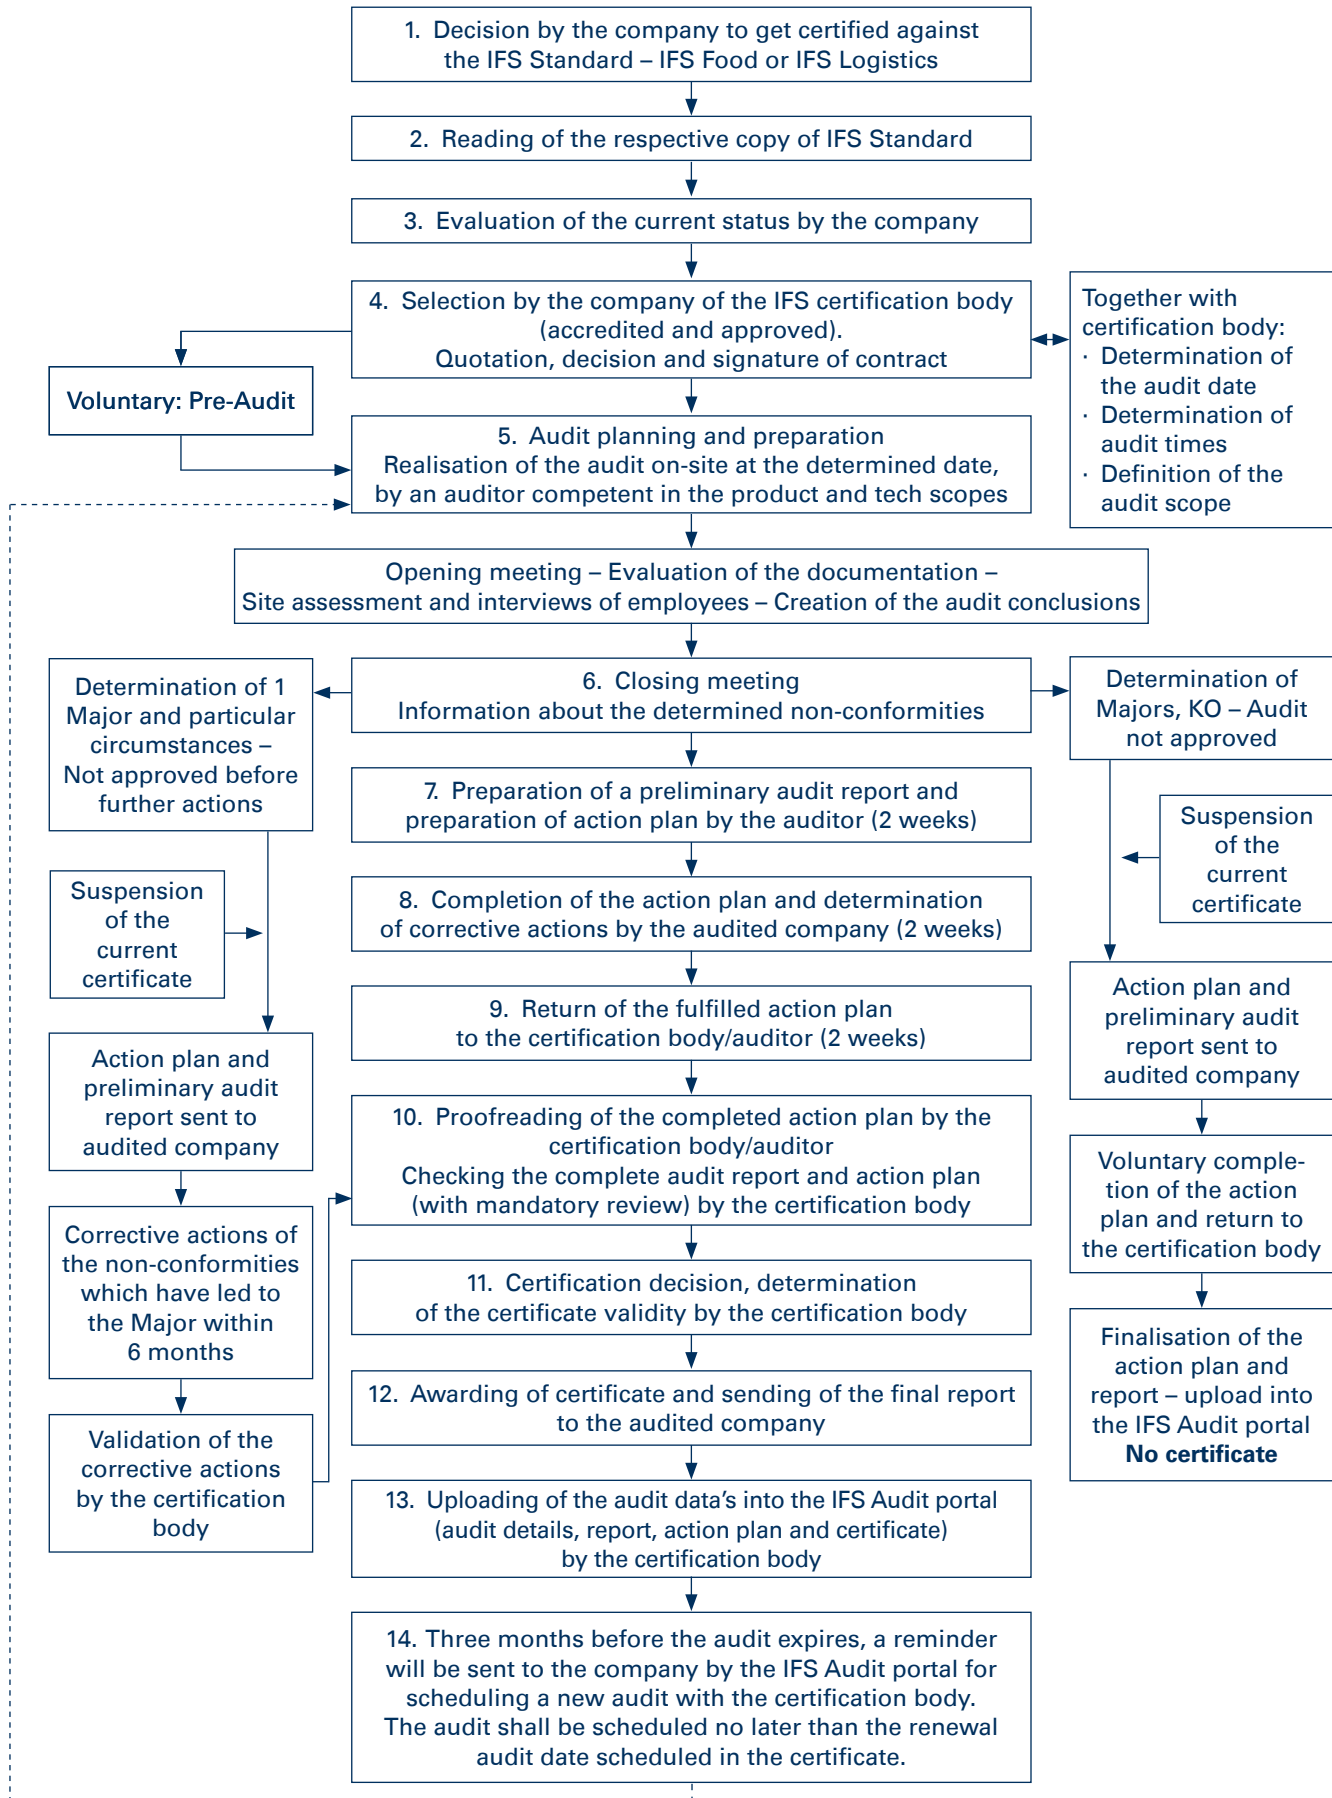 1. Decision by the company to get certified against
the IFS Standard – IFS Food or IFS Logistics
2. Reading of the respective copy of IFS Standard
3. Evaluation of the current status by the company
4. Selection by the company of the IFS certification body
(accredited and approved).
Quotation, decision and signature of contract
Together with
certification body:
· Determination of
the audit date
· Determination of
audit times
· Definition of the
audit scope
Voluntary: Pre-Audit
5. Audit planning and preparation
Realisation of the audit on-site at the determined date,
by an auditor competent in the product and tech scopes
Opening meeting – Evaluation of the documentation –
Site assessment and interviews of employees – Creation of the audit conclusions
6. Closing meeting
Information about the determined non-conformities
Determination of 1
Major and particular
circumstances –
Not approved before
further actions
Suspension
of the
current
certificate
Action plan and
preliminary audit
report sent to
audited company
Corrective actions of
the non-conformities
which have led to
the Major within
6 months
Validation of the
corrective actions
by the certification
body
7. Preparation of a preliminary audit report and
preparation of action plan by the auditor (2 weeks)
8. Completion of the action plan and determination
of corrective actions by the audited company (2 weeks)
9. Return of the fulfilled action plan
to the certification body/auditor (2 weeks)
10. Proofreading of the completed action plan by the
certification body/auditor
Checking the complete audit report and action plan
(with mandatory review) by the certification body
11. Certification decision, determination
of the certificate validity by the certification body
12. Awarding of certificate and sending of the final report
to the audited company
13. Uploading of the audit data's into the IFS Audit portal
(audit details, report, action plan and certificate)
by the certification body
14. Three months before the audit expires, a reminder
will be sent to the company by the IFS Audit portal for
scheduling a new audit with the certification body.
The audit shall be scheduled no later than the renewal
audit date scheduled in the certificate.
Determination of
Majors, KO – Audit
not approved
Suspension
of the
current
certificate
Action plan and
preliminary audit
report sent to
audited company
Voluntary comple-
tion of the action
plan and return to
the certification body
Finalisation of the
action plan and
report – upload into
the IFS Audit portal
No certificate